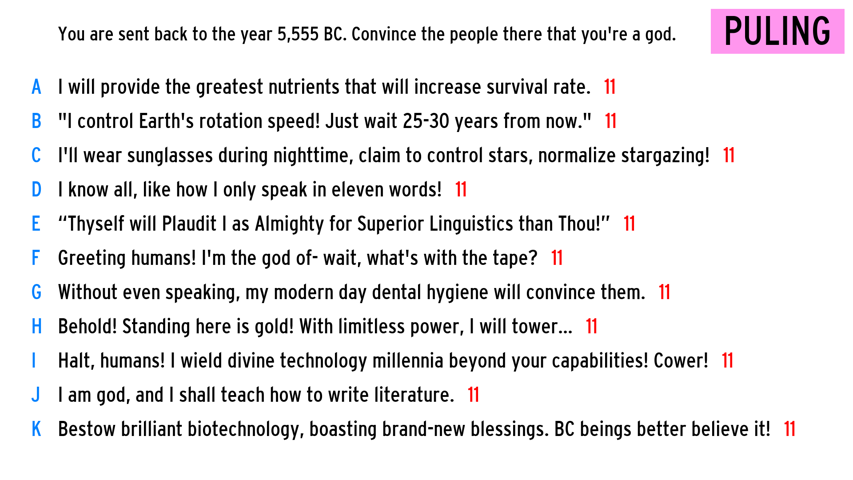 You are sent back to the year 5,555 BC. Convince the people there that you're a god.
PULING
A I will provide the greatest nutrients that will increase survival rate. 11
B "I control Earth's rotation speed! Just wait 25-30 years from now." 11
C I'll wear sunglasses during nighttime, claim to control stars, normalize stargazing! 11
D I know all, like how I only speak in eleven words! 11
E “Thyself will Plaudit I as Almighty for Superior Linguistics than Thou!” 11
F Greeting humans! I'm the god of- wait, what's with the tape? 11
G Without even speaking, my modern day dental hygiene will convince them. 11
H Behold! Standing here is gold! With limitless power, I will tower... 11
I Halt, humans! I wield divine technology millennia beyond your capabilities! Cower! 11
J I am god, and I shall teach how to write literature. 11
K Bestow brilliant biotechnology, boasting brand-new blessings. BC beings better believe it! 11